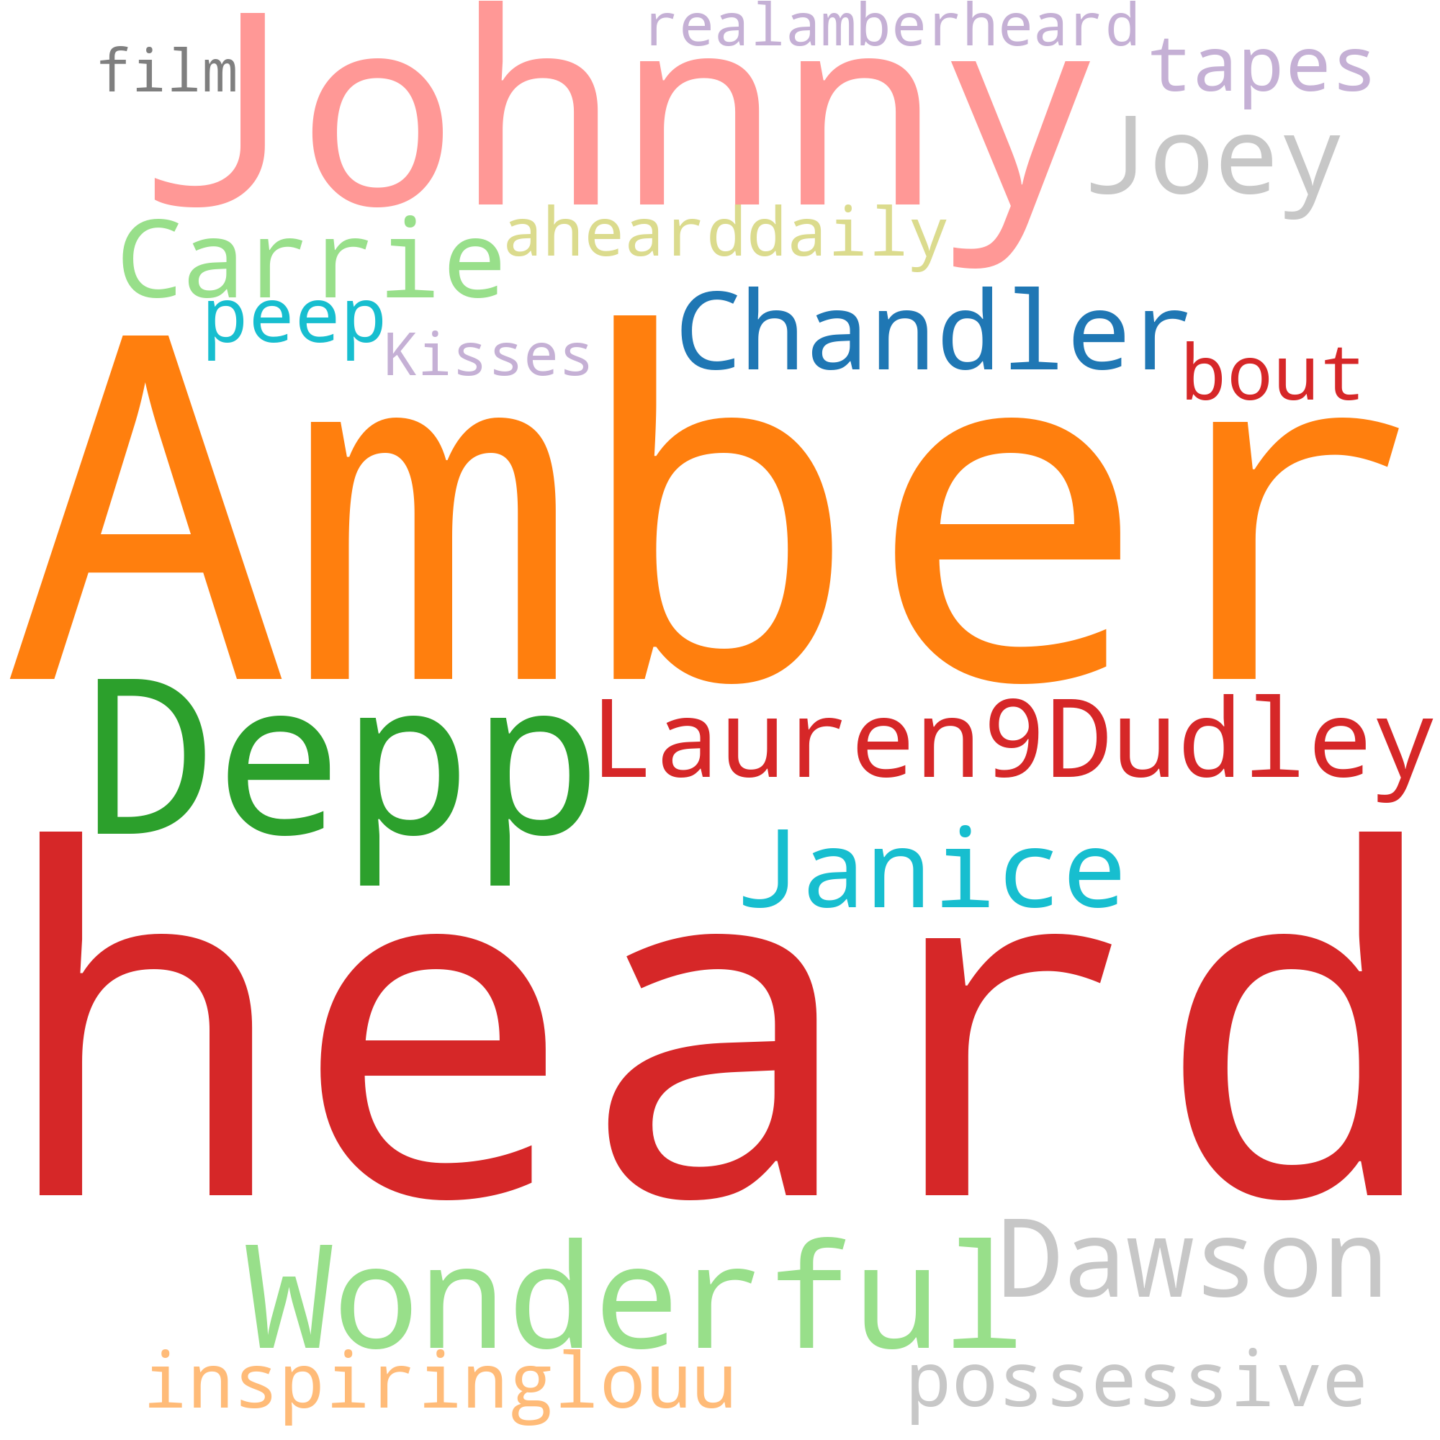 realamberheard
Johnny
film
tapes
Joey
Carrie
ahearddaily
peep
Kisses
Chandler
bout
Amber
Depp
Lauren9Dudley
Janice
heard
Wonderful
Dawson
inspiringlouu
possessive